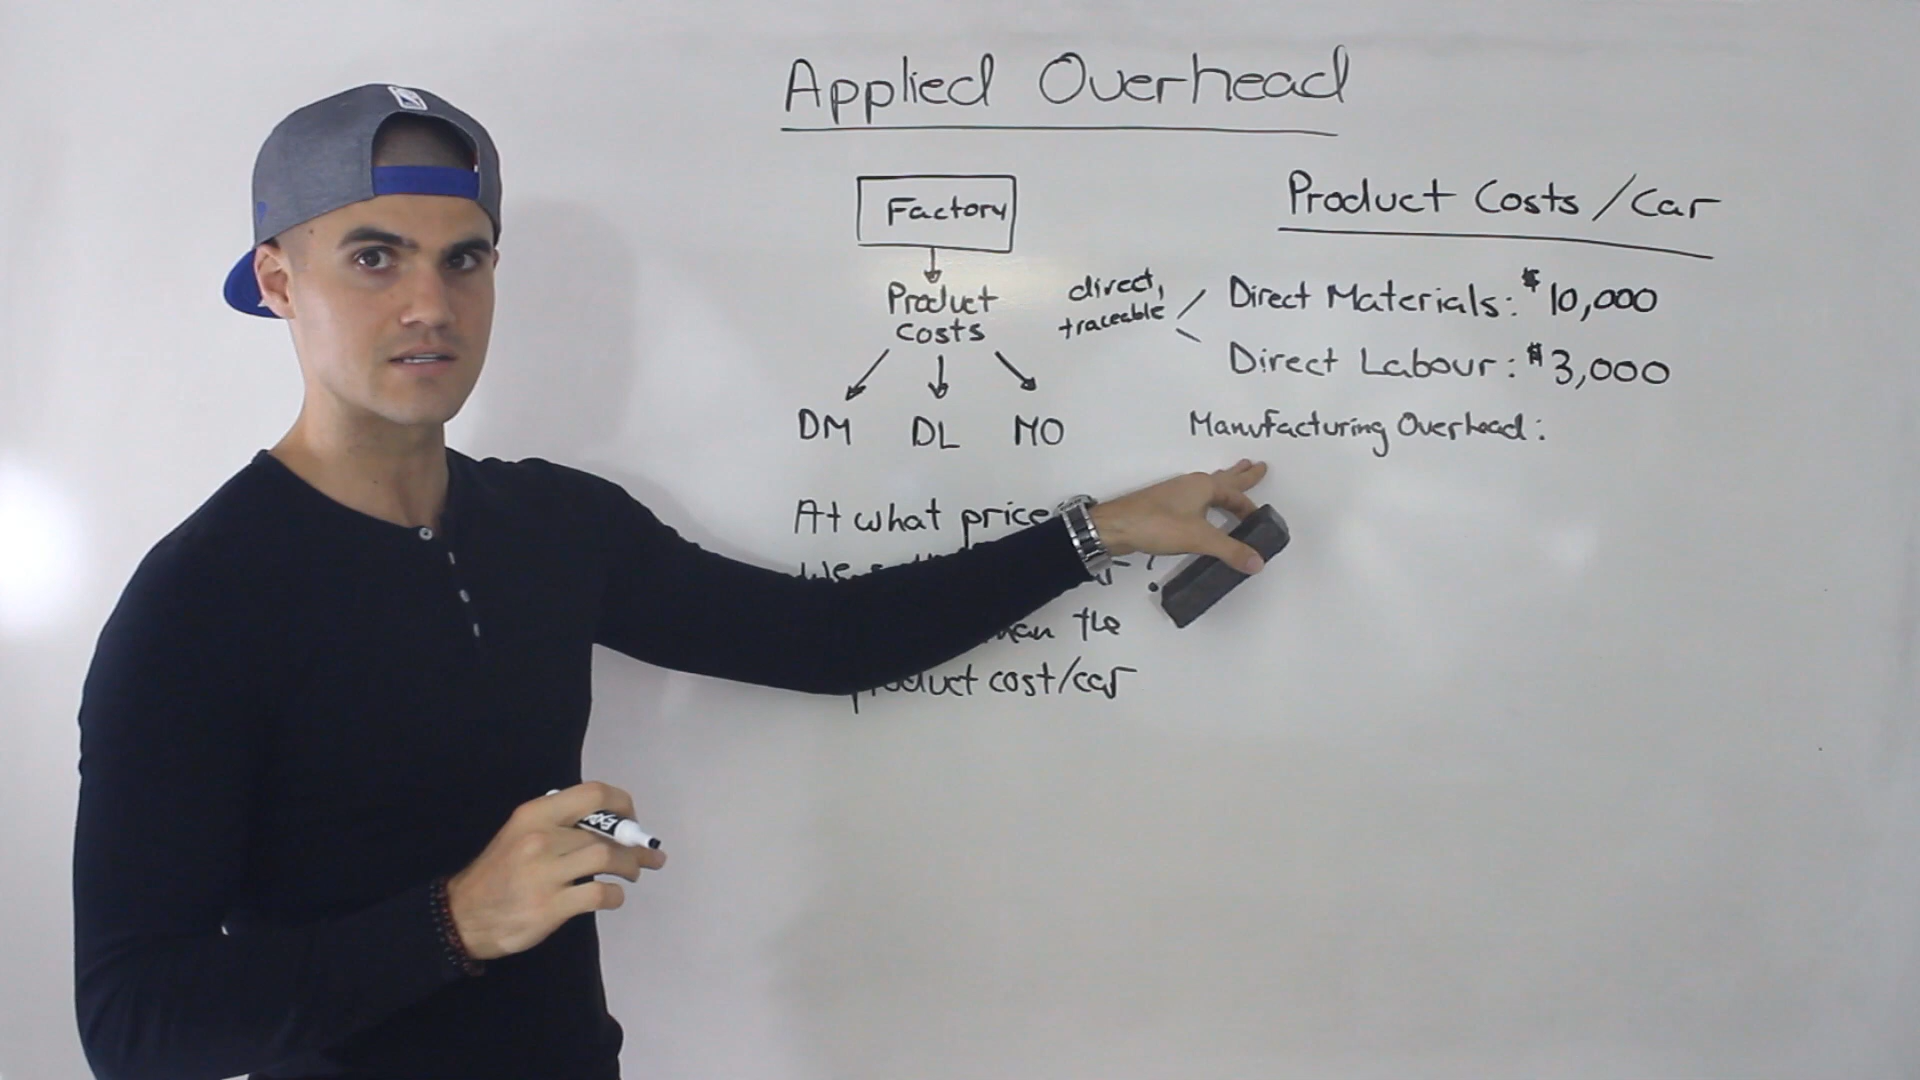 Applied Overhead
Factory
Product
Costs
DM DL MO
At what price
than the
product cost/car
Product Costs / Car
direct,
traceable
Direct Materials: $10,000
Direct Labour: $3,000
Manufacturing Overhead: